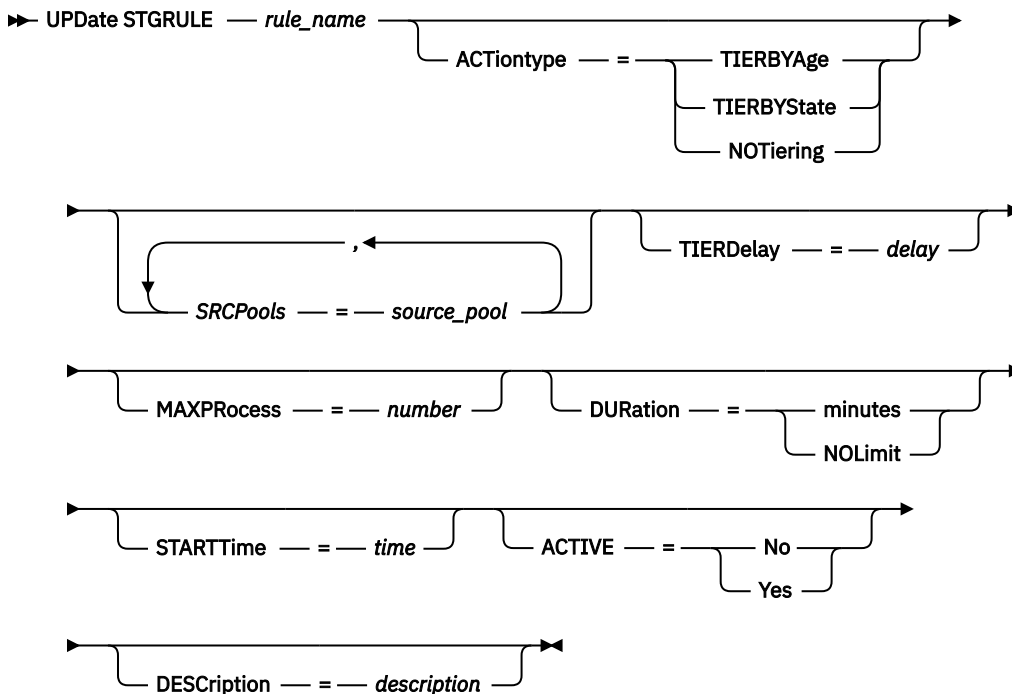 UPDate STGRULE rule_name
ACTiontype = TIERBYAge
TIERBYState
NOTiering
,
SRCPools = source_pool
TIERDelay = delay
MAXPRocess = number
DURation = minutes
NOLimit
STARTTime = time
ACTIVE = No
Yes
DESCription = description